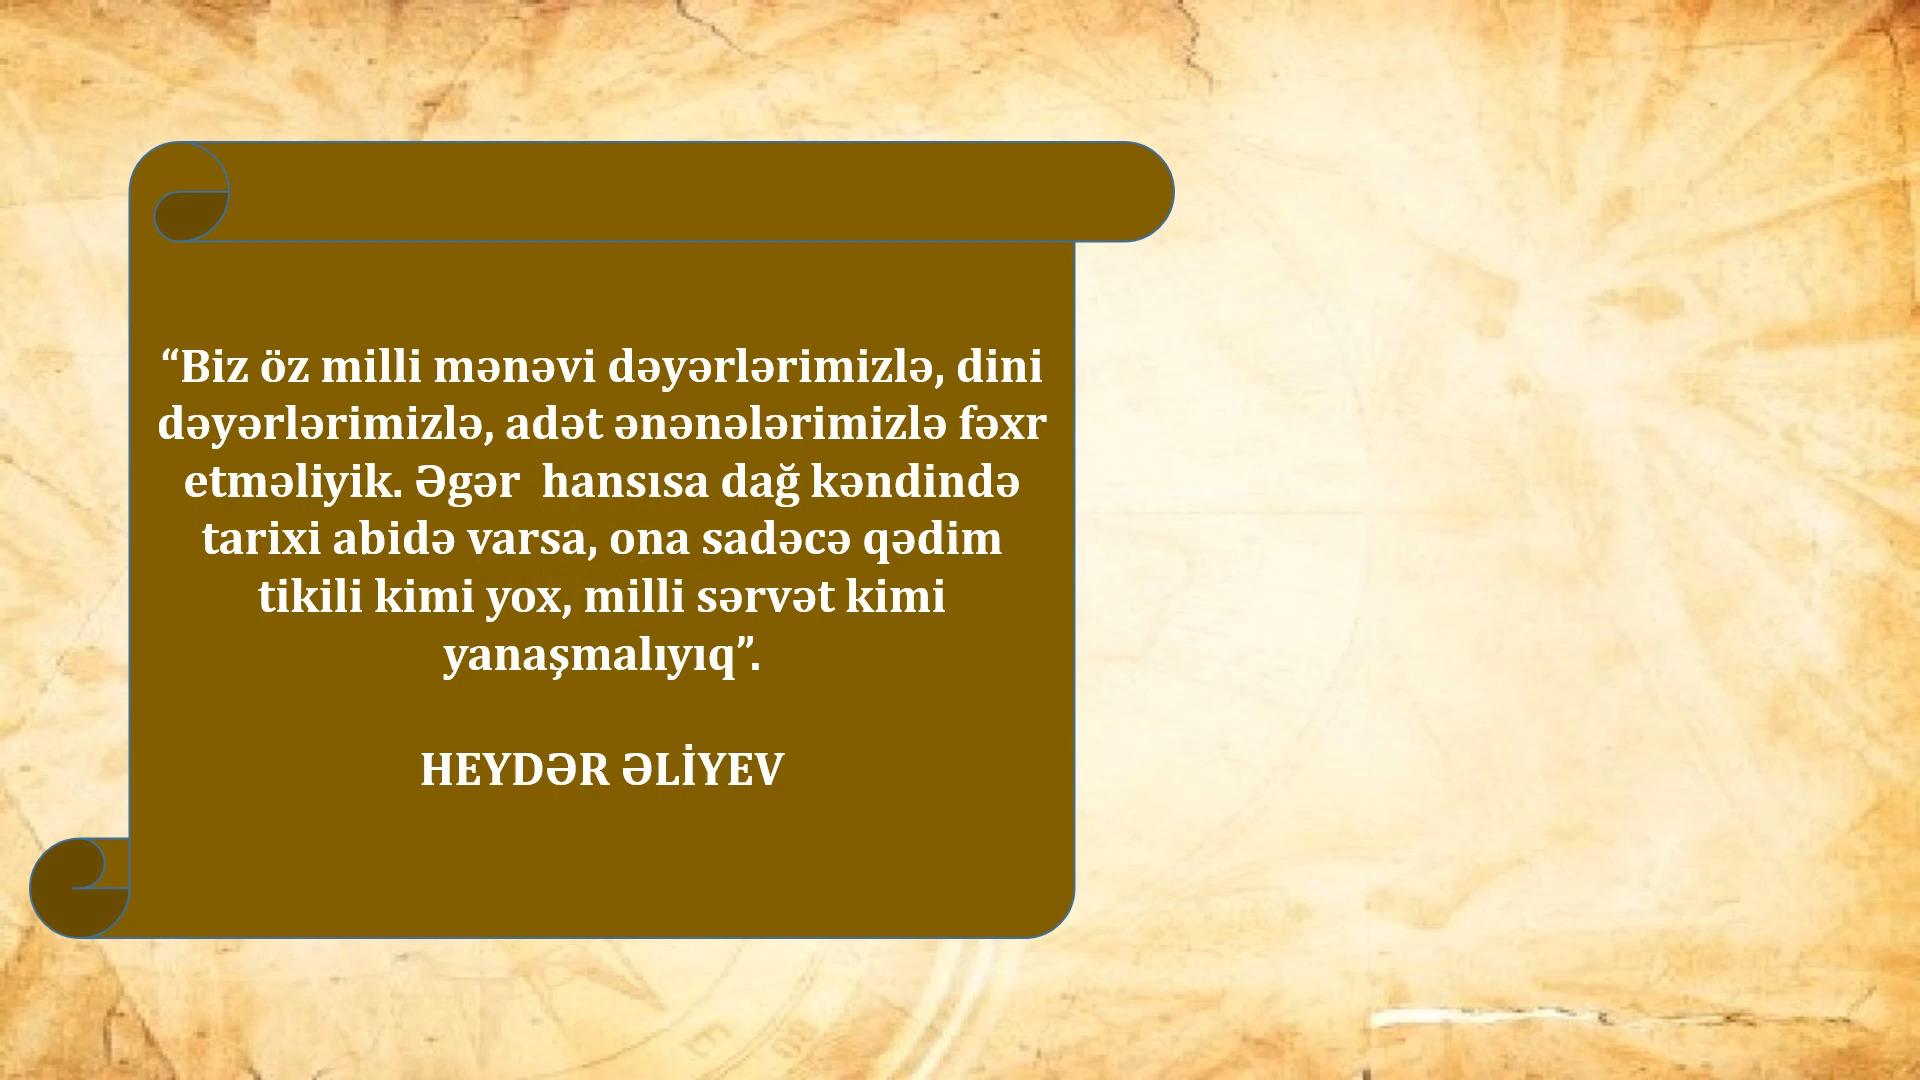 “Biz öz milli mənəvi dəyərlərimizlə, dini
dəyərlərimizlə, adət ənənələrimizlə fəxr
etməliyik. Əgər  hansısa dağ kəndində
tarixi abidə varsa, ona sadəcə qədim
tikili kimi yox, milli sərvət kimi
yanaşmalıyıq”.
HEYDƏR ƏLİYEV